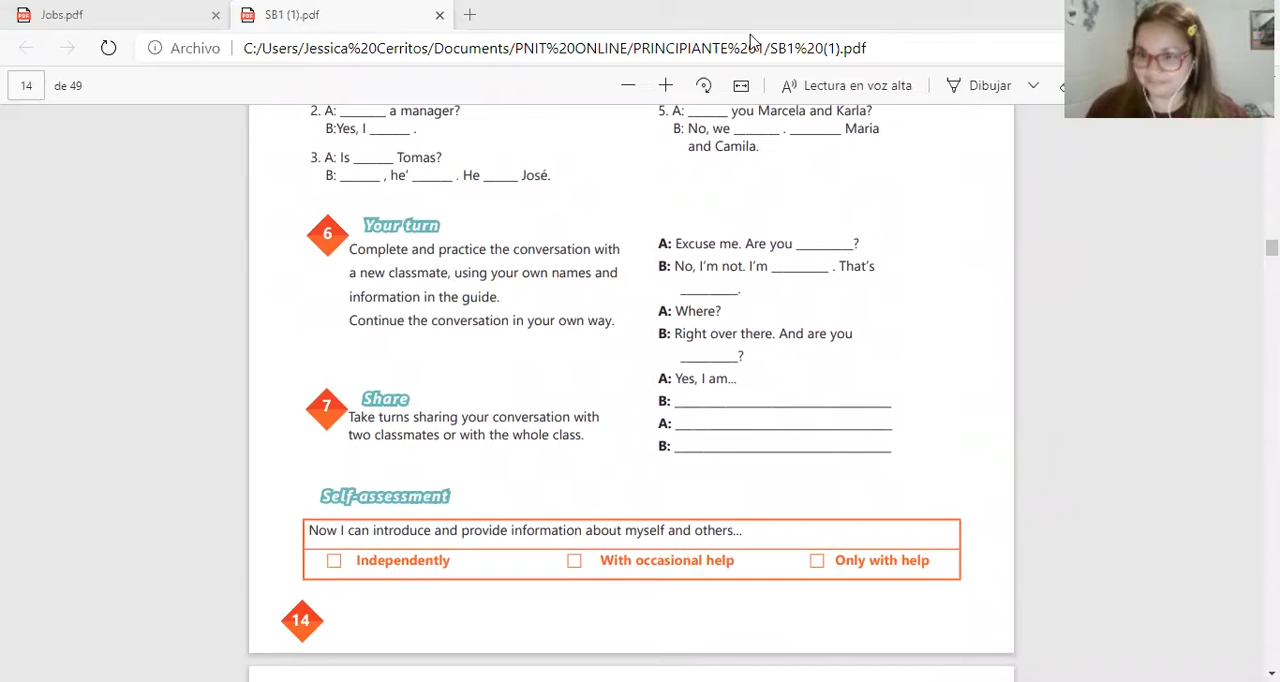 Jobs.pdf
SB1 (1).pdf
Archivo
C:/Users/Jessica%20Cerritos/Documents/PNIT%20ONLINE/PRINCIPIANTE%201/SB1%20(1).pdf
14 de 49
Lectura en voz alta
Dibujar
2. A: _______ a manager?
B:Yes, I ______ .
3. A: Is ______ Tomas?
B: ______ , he' ______ . He _____ José.
5. A: ______ you Marcela and Karla?
B: No, we _______ . ________ Maria
and Camila.
6
Your turn
Complete and practice the conversation with
a new classmate, using your own names and
information in the guide.
Continue the conversation in your own way.
A: Excuse me. Are you ________?
B: No, I'm not. I'm ________ . That's
________.
A: Where?
B: Right over there. And are you
________?
A: Yes, I am...
B: ______________________________
A: ______________________________
B: ______________________________
7
Share
Take turns sharing your conversation with
two classmates or with the whole class.
Self-assessment
Now I can introduce and provide information about myself and others...
Independently
With occasional help
Only with help
14